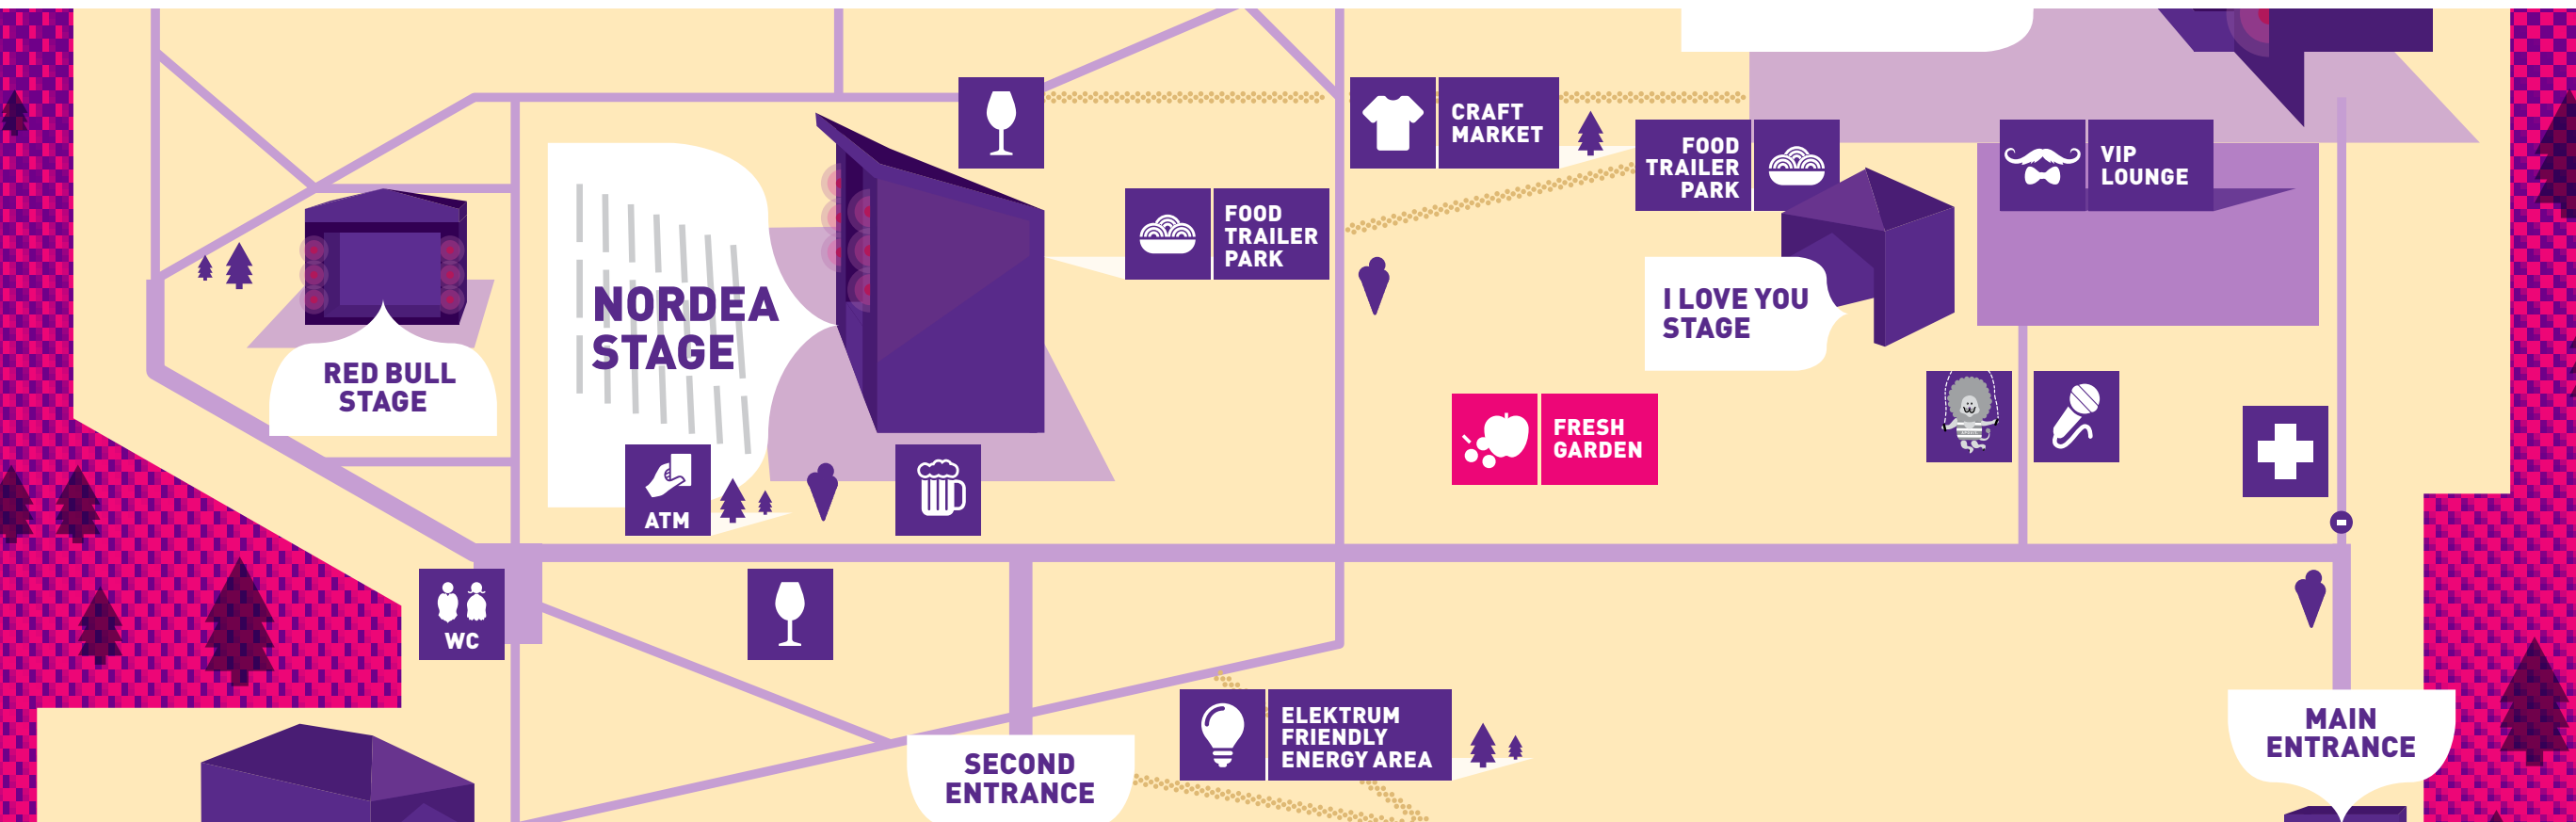 CRAFT
MARKET
FOOD
TRAILER
PARK
VIP
LOUNGE
FOOD
TRAILER
PARK
NORDEA
STAGE
I LOVE YOU
STAGE
RED BULL
STAGE
FRESH
GARDEN
ATM
WC
ELEKTRUM
FRIENDLY
ENERGY AREA
MAIN
ENTRANCE
SECOND
ENTRANCE